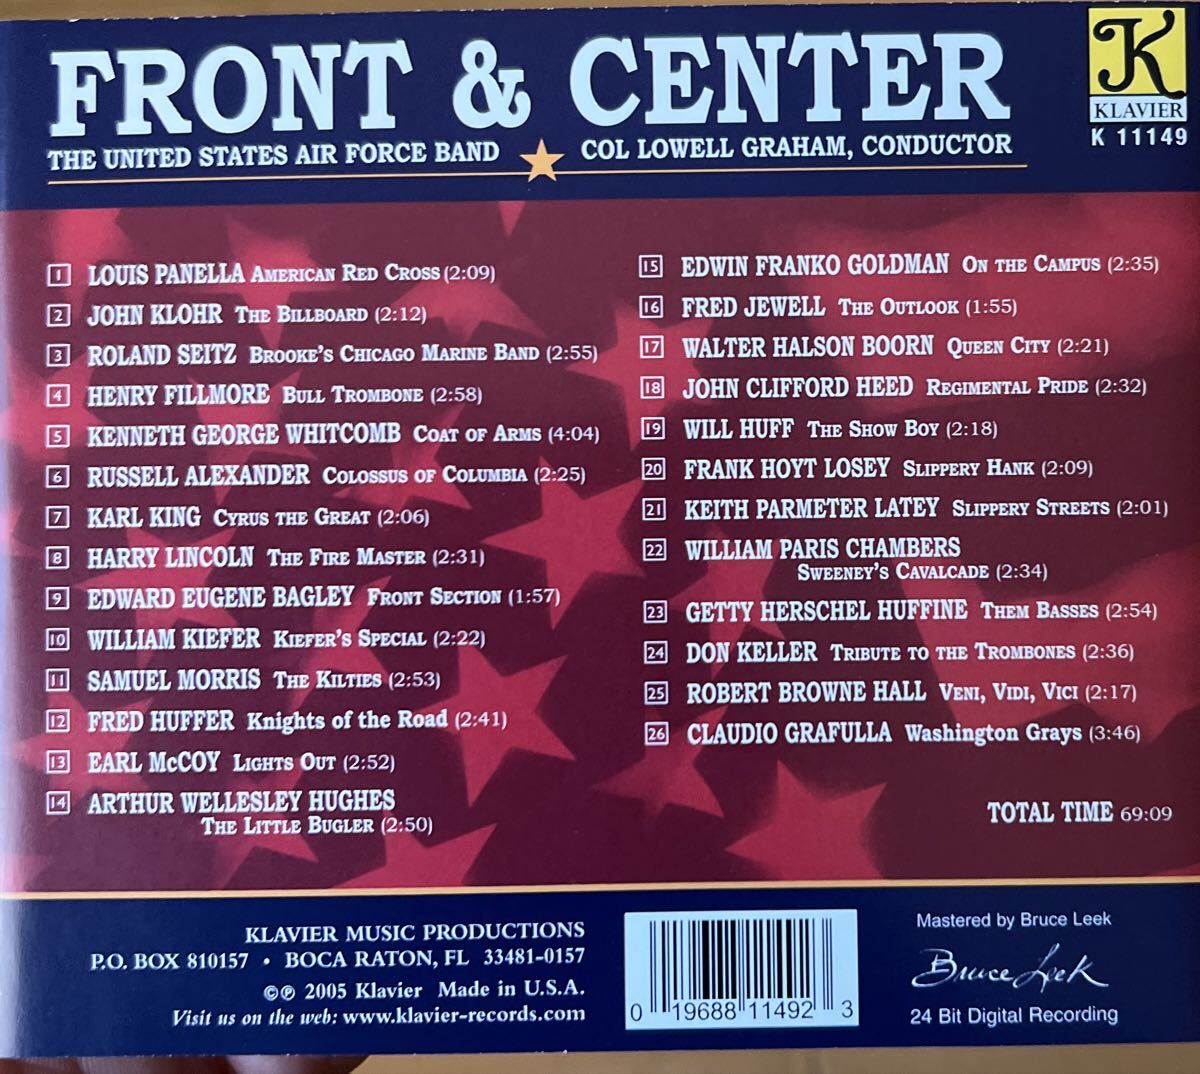 FRONT & CENTER
THE UNITED STATES AIR FORCE BAND ★ COL LOWELL GRAHAM, CONDUCTOR
K
KLAVIER
K 11149
1 LOUIS PANELLA AMERICAN RED CROSS (2:09)
2 JOHN KLOHR THE BILLBOARD (2:12)
3 ROLAND SEITZ BROOKE'S CHICAGO MARINE BAND (2:55)
4 HENRY FILLMORE BULL TROMBONE (2:58)
5 KENNETH GEORGE WHITCOMB COAT OF ARMS (4:04)
6 RUSSELL ALEXANDER COLOSSUS OF COLUMBIA (2:25)
7 KARL KING CYRUS THE GREAT (2:06)
8 HARRY LINCOLN THE FIRE MASTER (2:31)
9 EDWARD EUGENE BAGLEY FRONT SECTION (1:57)
10 WILLIAM KIEFER KIEFER'S SPECIAL (2:22)
11 SAMUEL MORRIS THE KILTIES (2:53)
12 FRED HUFFER Knights of the Road (2:41)
13 EARL McCOY LIGHTS OUT (2:52)
14 ARTHUR WELLESLEY HUGHES
THE LITTLE BUGLER (2:50)
15 EDWIN FRANKO GOLDMAN ON THE CAMPUS (2:35)
16 FRED JEWELL THE OUTLOOK (1:55)
17 WALTER HALSON BOORN QUEEN CITY (2:21)
18 JOHN CLIFFORD HEED REGIMENTAL PRIDE (2:32)
19 WILL HUFF THE SHOW BOY (2:18)
20 FRANK HOYT LOSEY SLIPPERY HANK (2:09)
21 KEITH PARMETER LATEY SLIPPERY STREETS (2:01)
22 WILLIAM PARIS CHAMBERS
SWEENEY'S CAVALCADE (2:34)
23 GETTY HERSCHEL HUFFINE THEM BASSES (2:54)
24 DON KELLER TRIBUTE TO THE TROMBONES (2:36)
25 ROBERT BROWNE HALL VENI, VIDI, VICI (2:17)
26 CLAUDIO GRAFULLA Washington Grays (3:46)
TOTAL TIME 69:09
KLAVIER MUSIC PRODUCTIONS
P.O. BOX 810157 • BOCA RATON, FL 33481-0157
©℗ 2005 Klavier Made in U.S.A.
Visit us on the web: www.klavier-records.com
0 19688 11492 3
Mastered by Bruce Leek
Bruce Leek
24 Bit Digital Recording